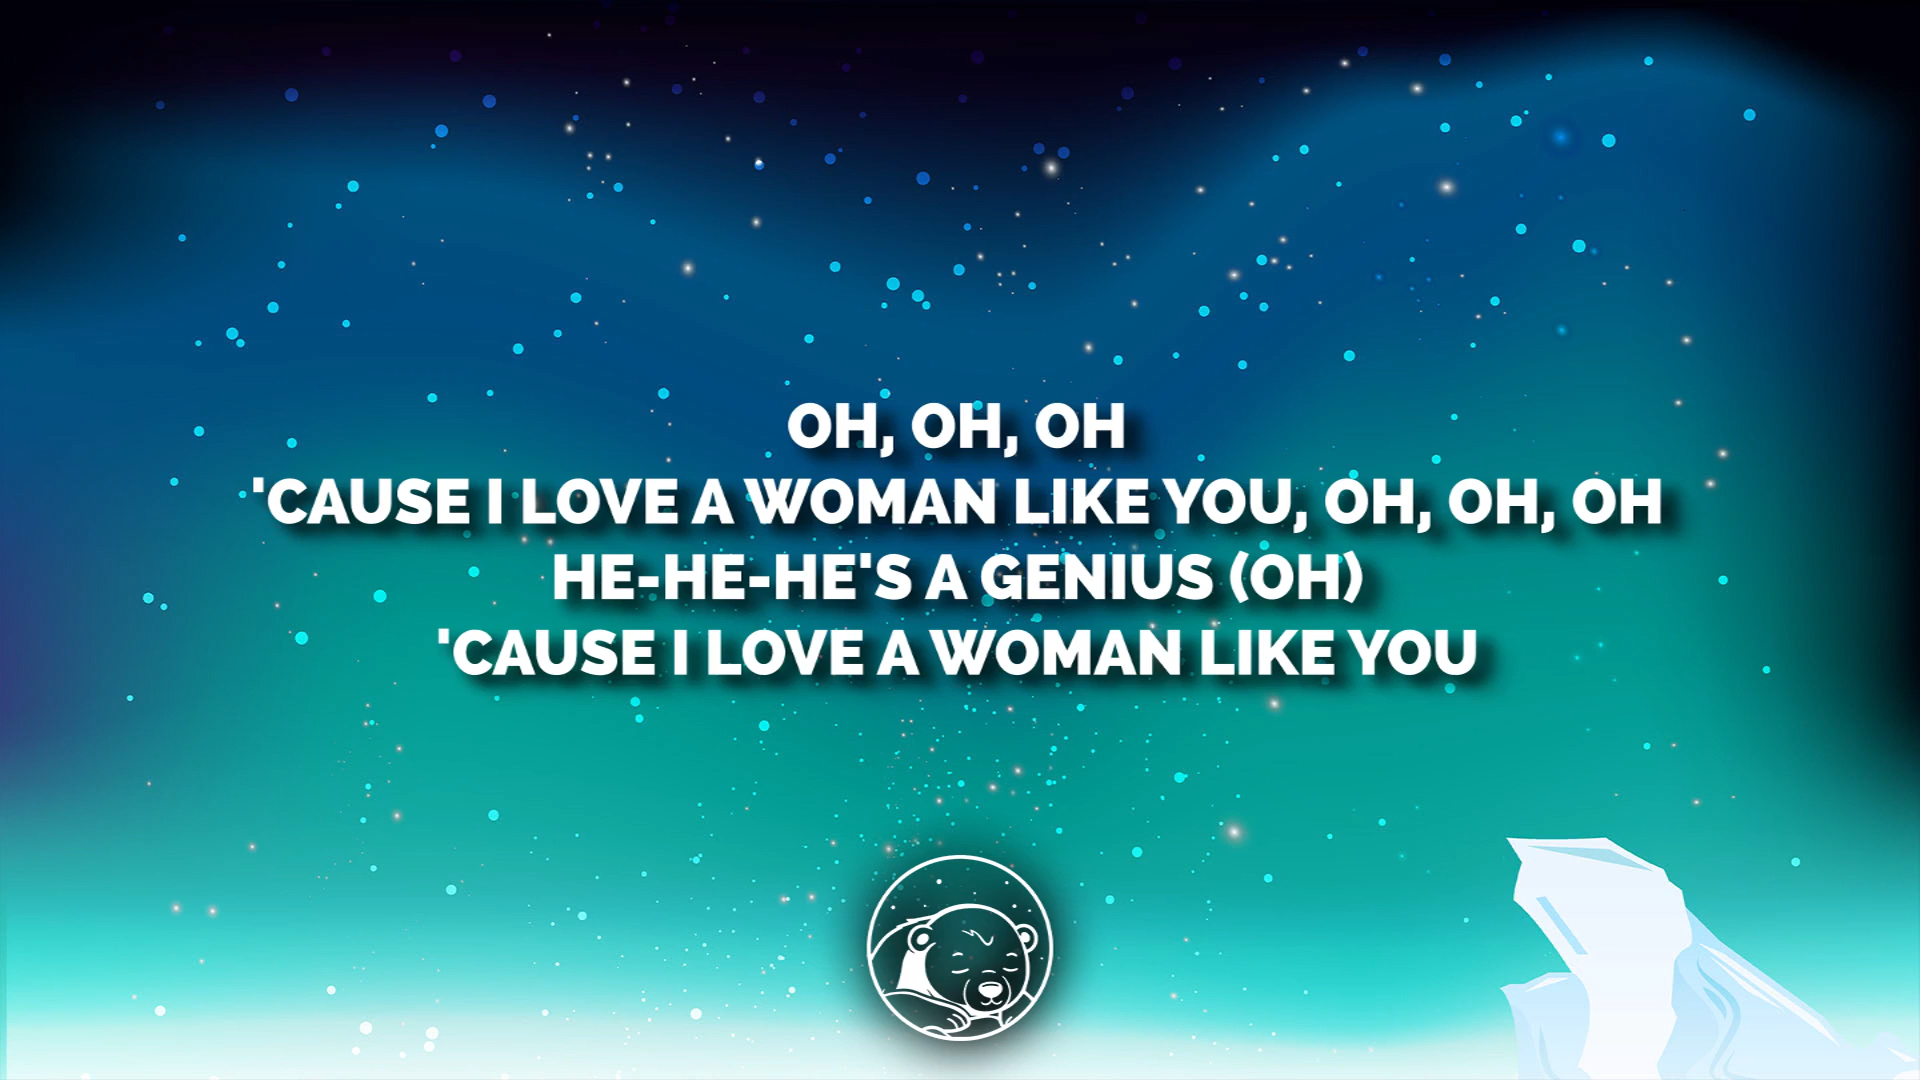 OH, OH, OH
'CAUSE I LOVE A WOMAN LIKE YOU, OH, OH, OH
HE-HE-HE'S A GENIUS (OH)
'CAUSE I LOVE A WOMAN LIKE YOU